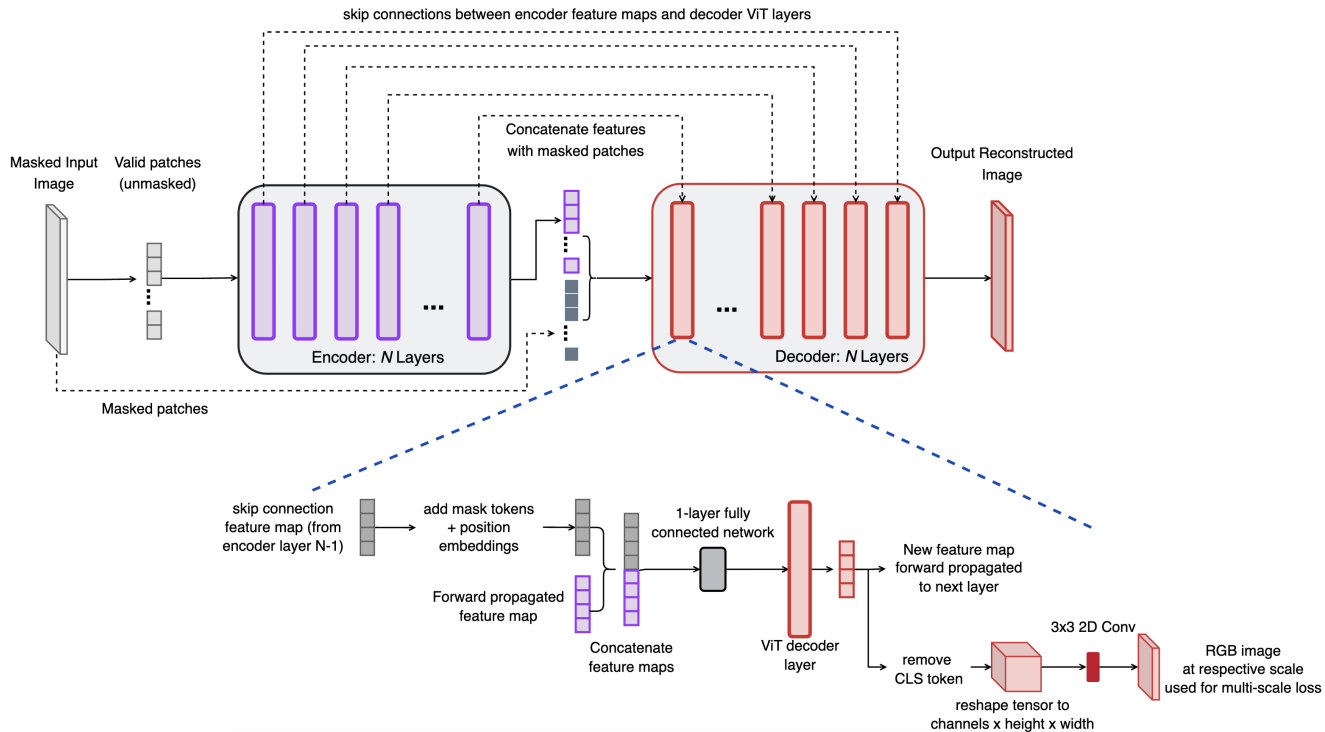 skip connections between encoder feature maps and decoder ViT layers
Concatenate features
with masked patches
Masked Input
Image
Valid patches
(unmasked)
Output Reconstructed
Image
...
...
Encoder: N Layers
Decoder: N Layers
Masked patches
skip connection
feature map (from
encoder layer N-1)
add mask tokens
+ position
embeddings
1-layer fully
connected network
New feature map
forward propagated
to next layer
Forward propagated
feature map
Concatenate
feature maps
ViT decoder
layer
remove
CLS token
3x3 2D Conv
RGB image
at respective scale
used for multi-scale loss
reshape tensor to
channels x height x width